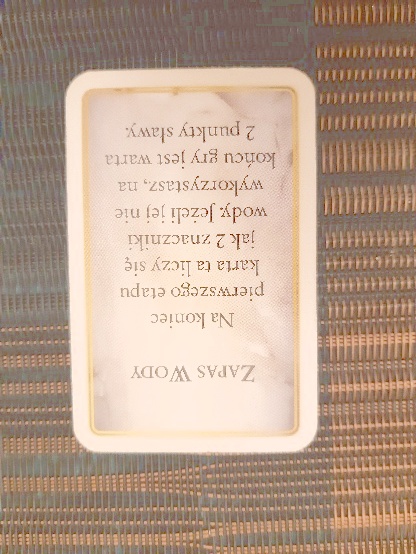 ZAPAS WODY
Na koniec
pierwszego etapu
karta ta liczy się
jak 2 znaczniki
wody. Jeżeli jej nie
wykorzystasz, na
końcu gry jest warta
2 punkty sławy.